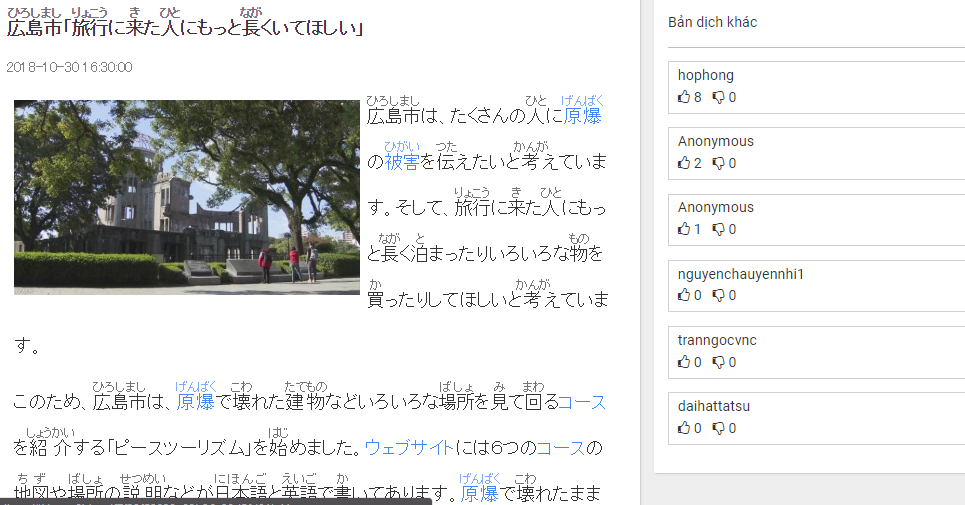 広島市「旅行に来た人にもっと長くいてほしい」
2018-10-30 16:30:00
広島市は、たくさんの人に原爆
の被害を伝えたいと考えていま
す。そして、旅行に来た人にもっ
と長く泊まったりいろいろな物を
買ったりしてほしいと考えていま
す。
このため、広島市は、原爆で壊れた建物などいろいろな場所を見て回るコース
を紹介する「ピースツーリズム」を始めました。ウェブサイトには6つのコースの
地図や場所の説明などが日本語と英語で書いてあります。原爆で壊れたまま
Bản dịch khác
hophong
8 0
Anonymous
2 0
Anonymous
1 0
nguyenchauyennhi1
0 0
tranngocvnc
0 0
daihattatsu
0 0